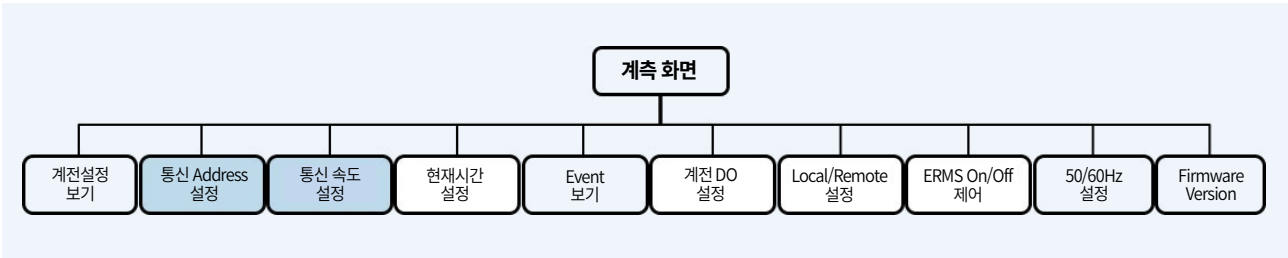 계측 화면
계전설정
보기
통신 Address
설정
통신 속도
설정
현재시간
설정
Event
보기
계전 DO
설정
Local/Remote
설정
ERMS On/Off
제어
50/60Hz
설정
Firmware
Version